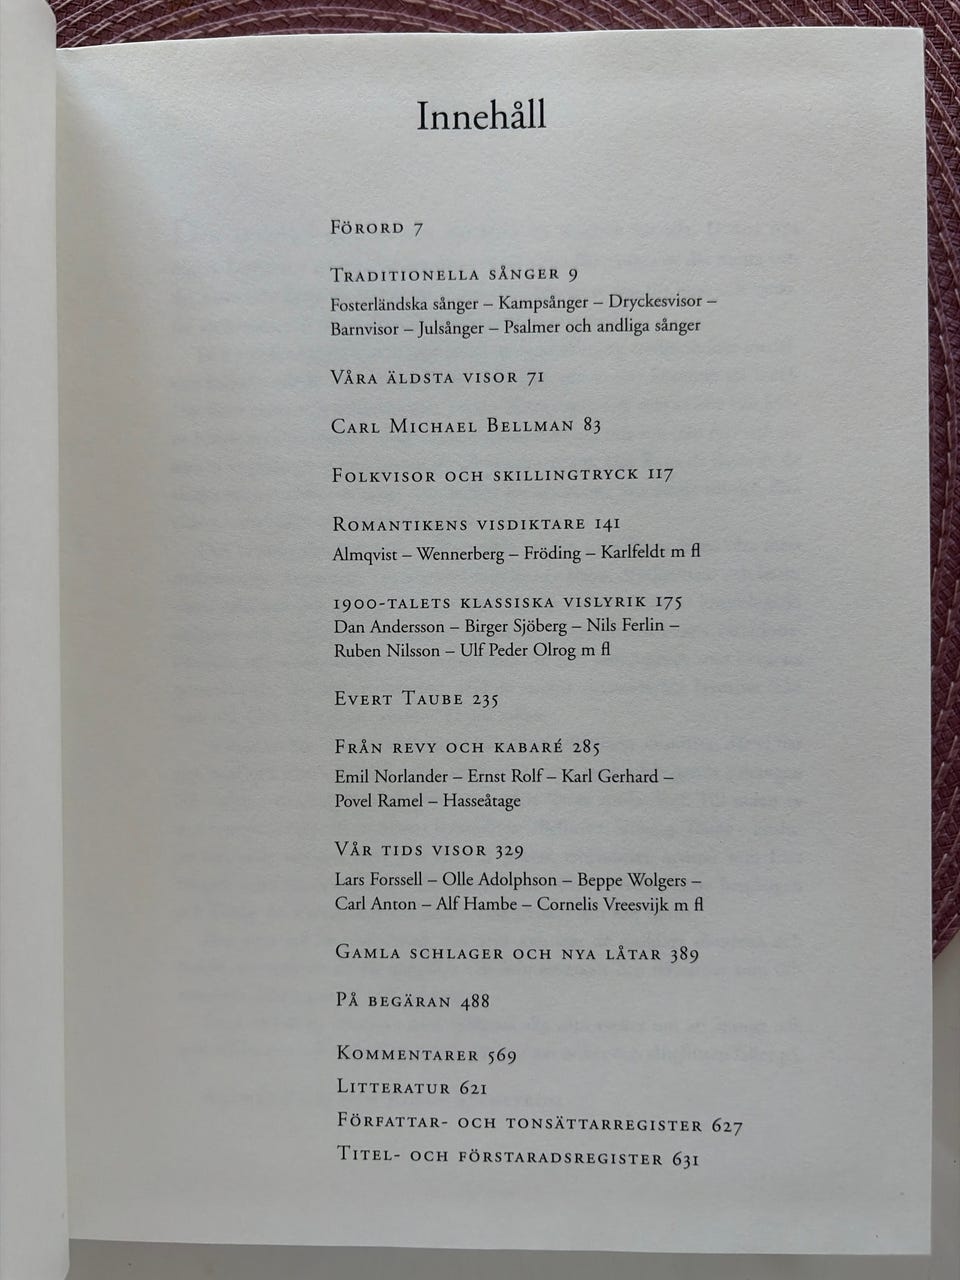 Innehåll
Förord 7
Traditionella sånger 9
Fosterländska sånger – Kampsånger – Dryckesvisor –
Barnvisor – Julsånger – Psalmer och andliga sånger
Våra äldsta visor 71
Carl Michael Bellman 83
Folkvisor och skillingtryck 117
Romantikens visdiktare 141
Almqvist – Wennerberg – Fröding – Karlfeldt m fl
1900-talets klassiska vislyrik 175
Dan Andersson – Birger Sjöberg – Nils Ferlin –
Ruben Nilsson – Ulf Peder Olrog m fl
Evert Taube 235
Från revy och kabaré 285
Emil Norlander – Ernst Rolf – Karl Gerhard –
Povel Ramel – Hasseåtage
Vår tids visor 329
Lars Forssell – Olle Adolphson – Beppe Wolgers –
Carl Anton – Alf Hambe – Cornelis Vreesvijk m fl
Gamla schlager och nya låtar 389
På begäran 488
Kommentarer 569
Litteratur 621
Författar- och tonsättarregister 627
Titel- och förstaradsregister 631